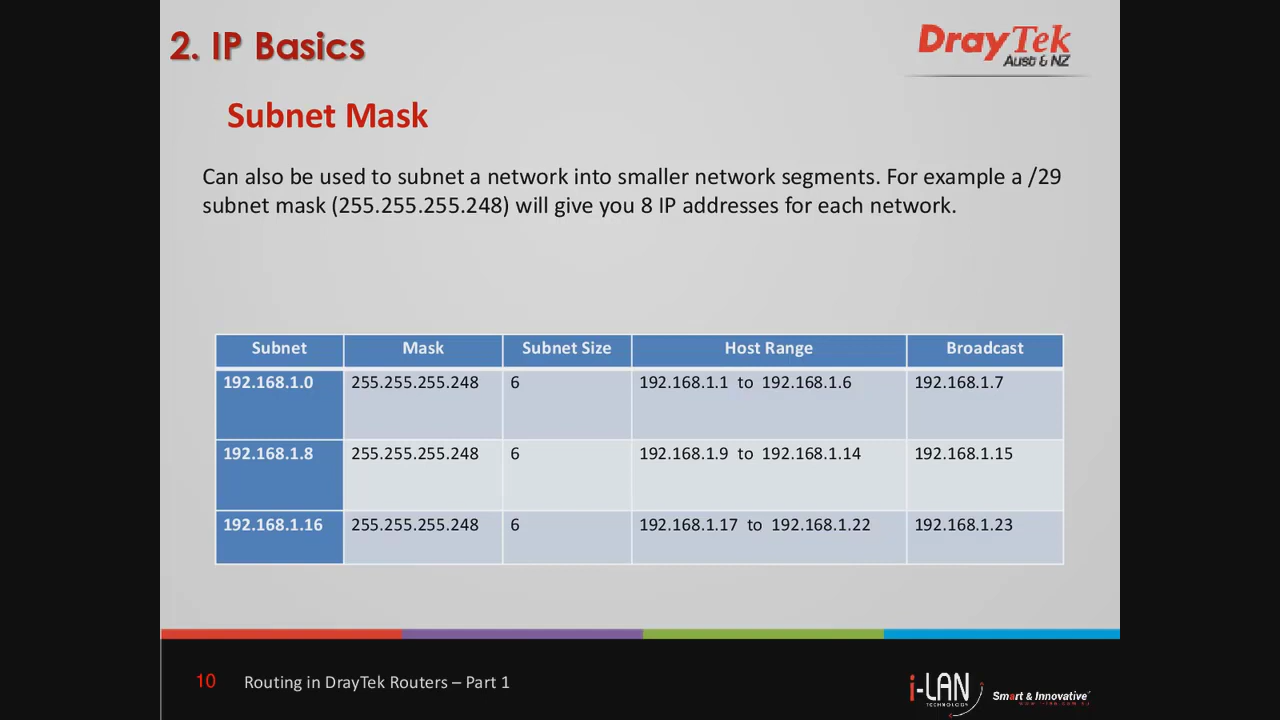 2. IP Basics
DrayTek
Aust & NZ
Subnet Mask
Can also be used to subnet a network into smaller network segments. For example a /29
subnet mask (255.255.255.248) will give you 8 IP addresses for each network.
Subnet Mask Subnet Size Host Range Broadcast
192.168.1.0 255.255.255.248 6 192.168.1.1 to 192.168.1.6 192.168.1.7
192.168.1.8 255.255.255.248 6 192.168.1.9 to 192.168.1.14 192.168.1.15
192.168.1.16 255.255.255.248 6 192.168.1.17 to 192.168.1.22 192.168.1.23
10 Routing in DrayTek Routers – Part 1
i-LAN
TECHNOLOGY
Smart & Innovative